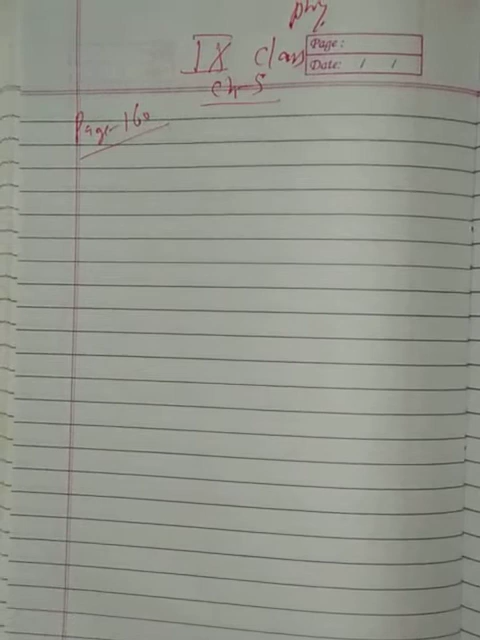 Phy
IX Class
Page:
Date: / /
Ch-5
Page-160